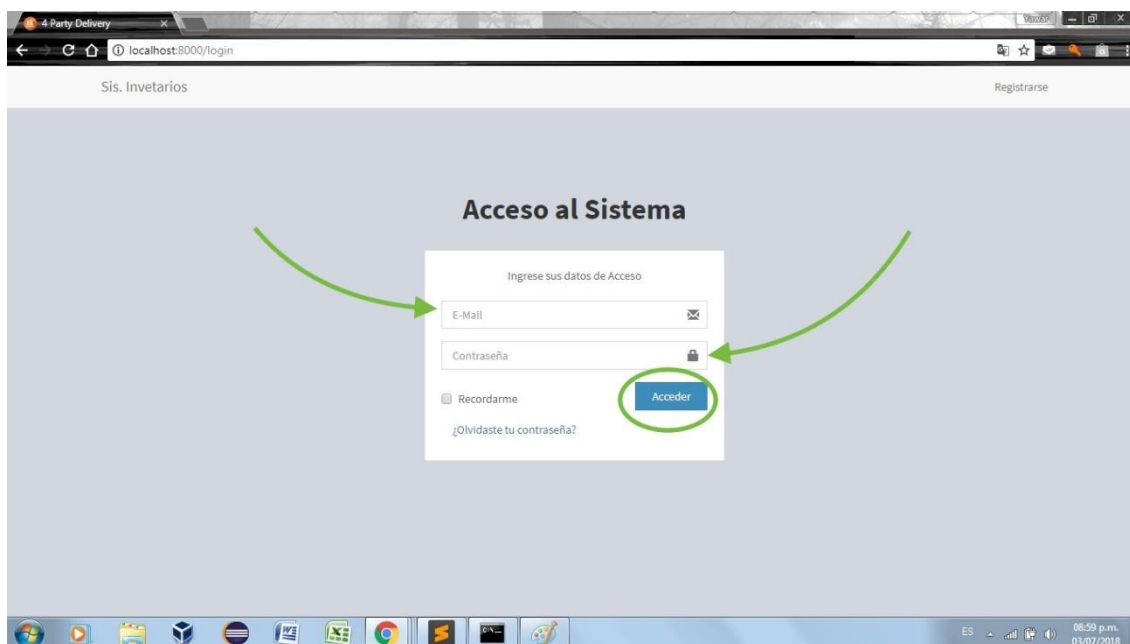 4 Party Delivery
Yawar
localhost:8000/login
Sis. Invetarios
Registrarse
Acceso al Sistema
Ingrese sus datos de Acceso
E-Mail
Contraseña
Recordarme
Acceder
¿Olvidaste tu contraseña?
ES
08:59 p.m.
03/07/2018